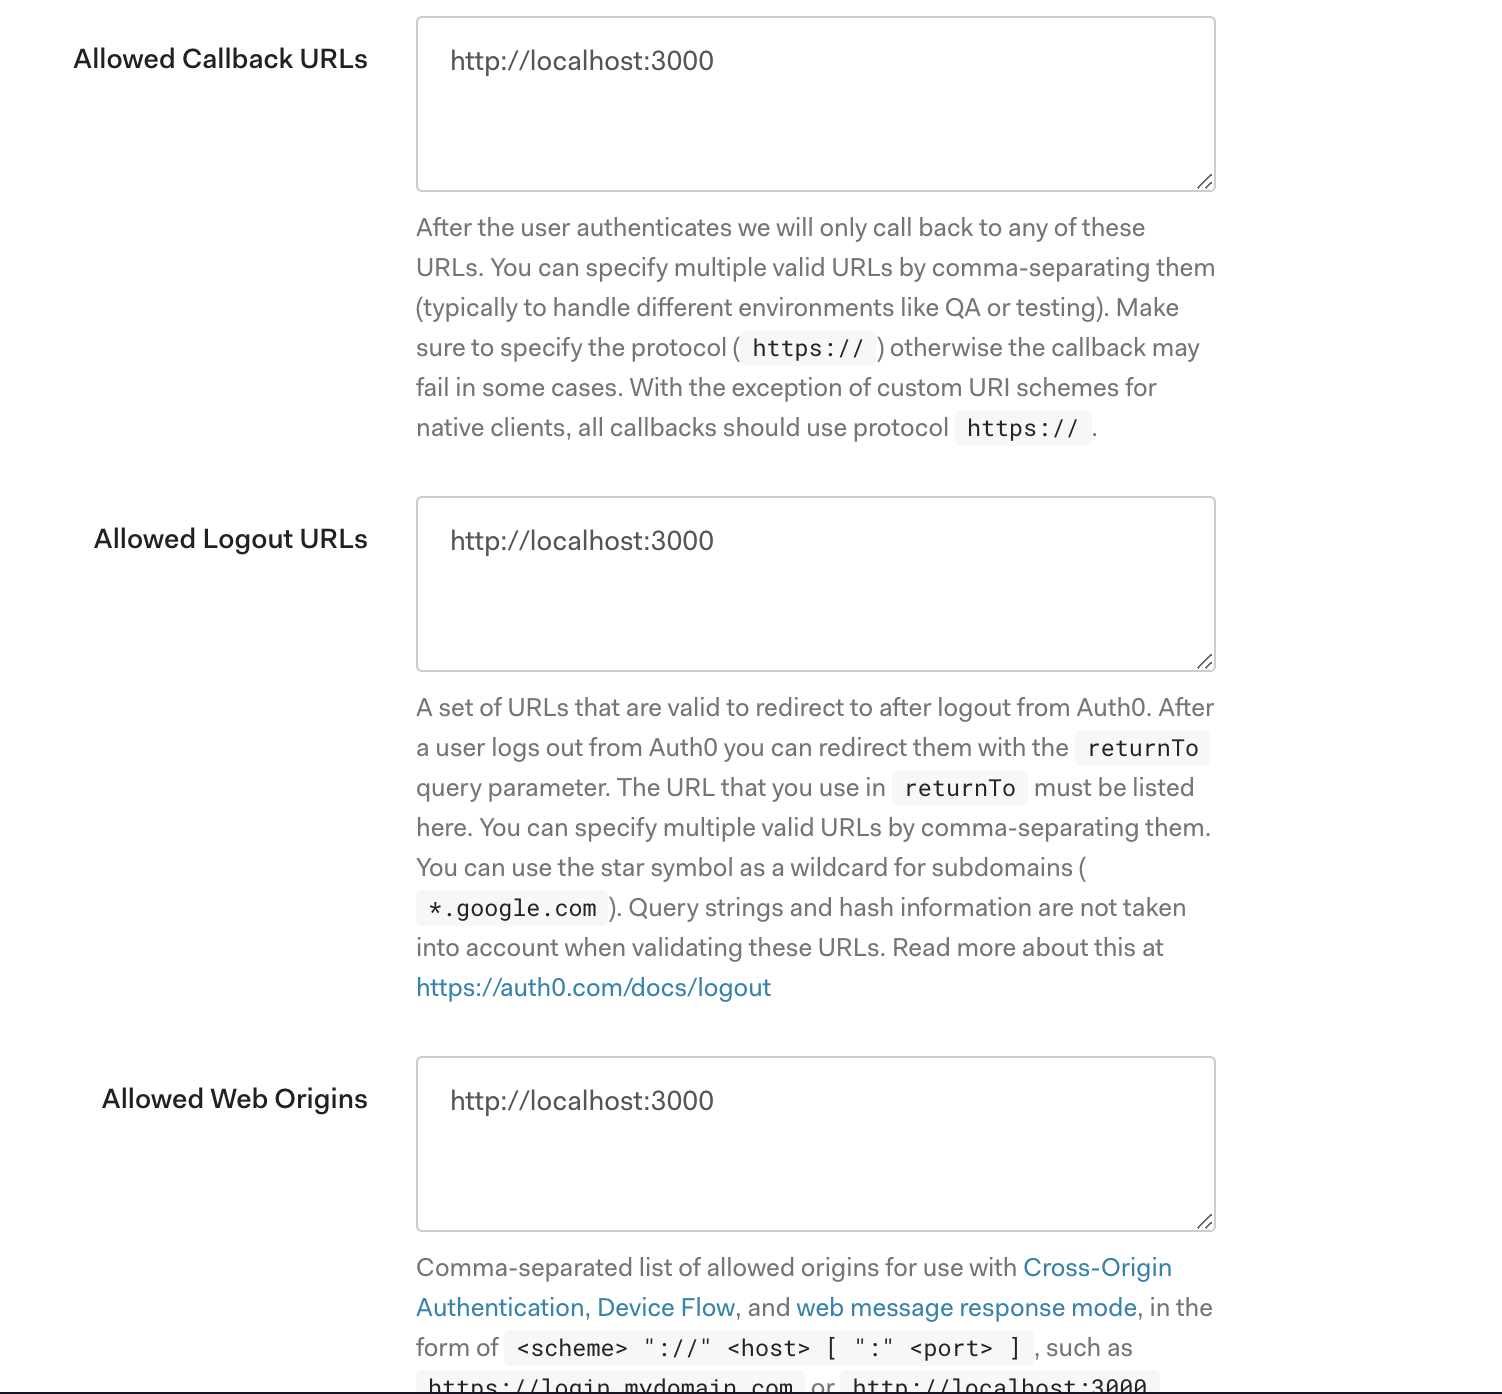 Allowed Callback URLs
http://localhost:3000
After the user authenticates we will only call back to any of these
URLs. You can specify multiple valid URLs by comma-separating them
(typically to handle different environments like QA or testing). Make
sure to specify the protocol ( https:// ) otherwise the callback may
fail in some cases. With the exception of custom URI schemes for
native clients, all callbacks should use protocol https:// .
Allowed Logout URLs
http://localhost:3000
A set of URLs that are valid to redirect to after logout from Auth0. After
a user logs out from Auth0 you can redirect them with the returnTo
query parameter. The URL that you use in returnTo must be listed
here. You can specify multiple valid URLs by comma-separating them.
You can use the star symbol as a wildcard for subdomains (
*.google.com ). Query strings and hash information are not taken
into account when validating these URLs. Read more about this at
https://auth0.com/docs/logout
Allowed Web Origins
http://localhost:3000
Comma-separated list of allowed origins for use with Cross-Origin
Authentication, Device Flow, and web message response mode, in the
form of <scheme> "://" <host> [ ":" <port> ] , such as
https://login.mydomain.com or http://localhost:3000